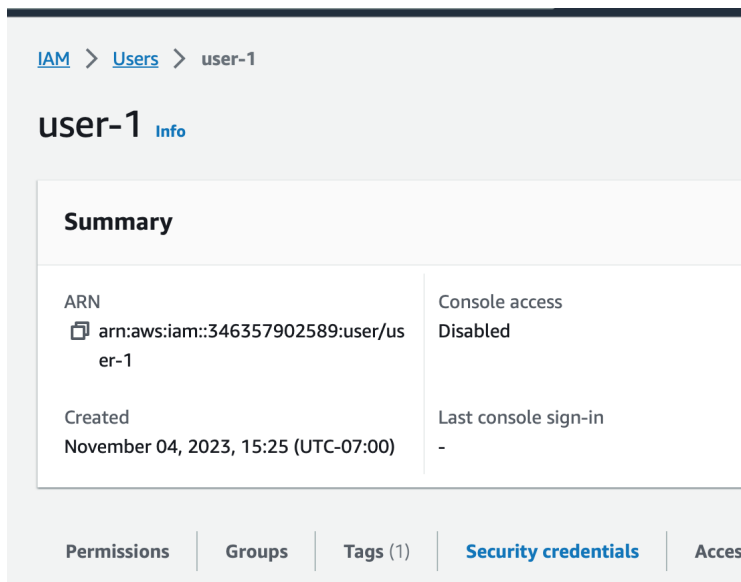 IAM > Users > user-1
user-1 Info
Summary
ARN
arn:aws:iam::346357902589:user/us
er-1
Created
November 04, 2023, 15:25 (UTC-07:00)
Console access
Disabled
Last console sign-in
-
Permissions Groups Tags (1) Security credentials Acces